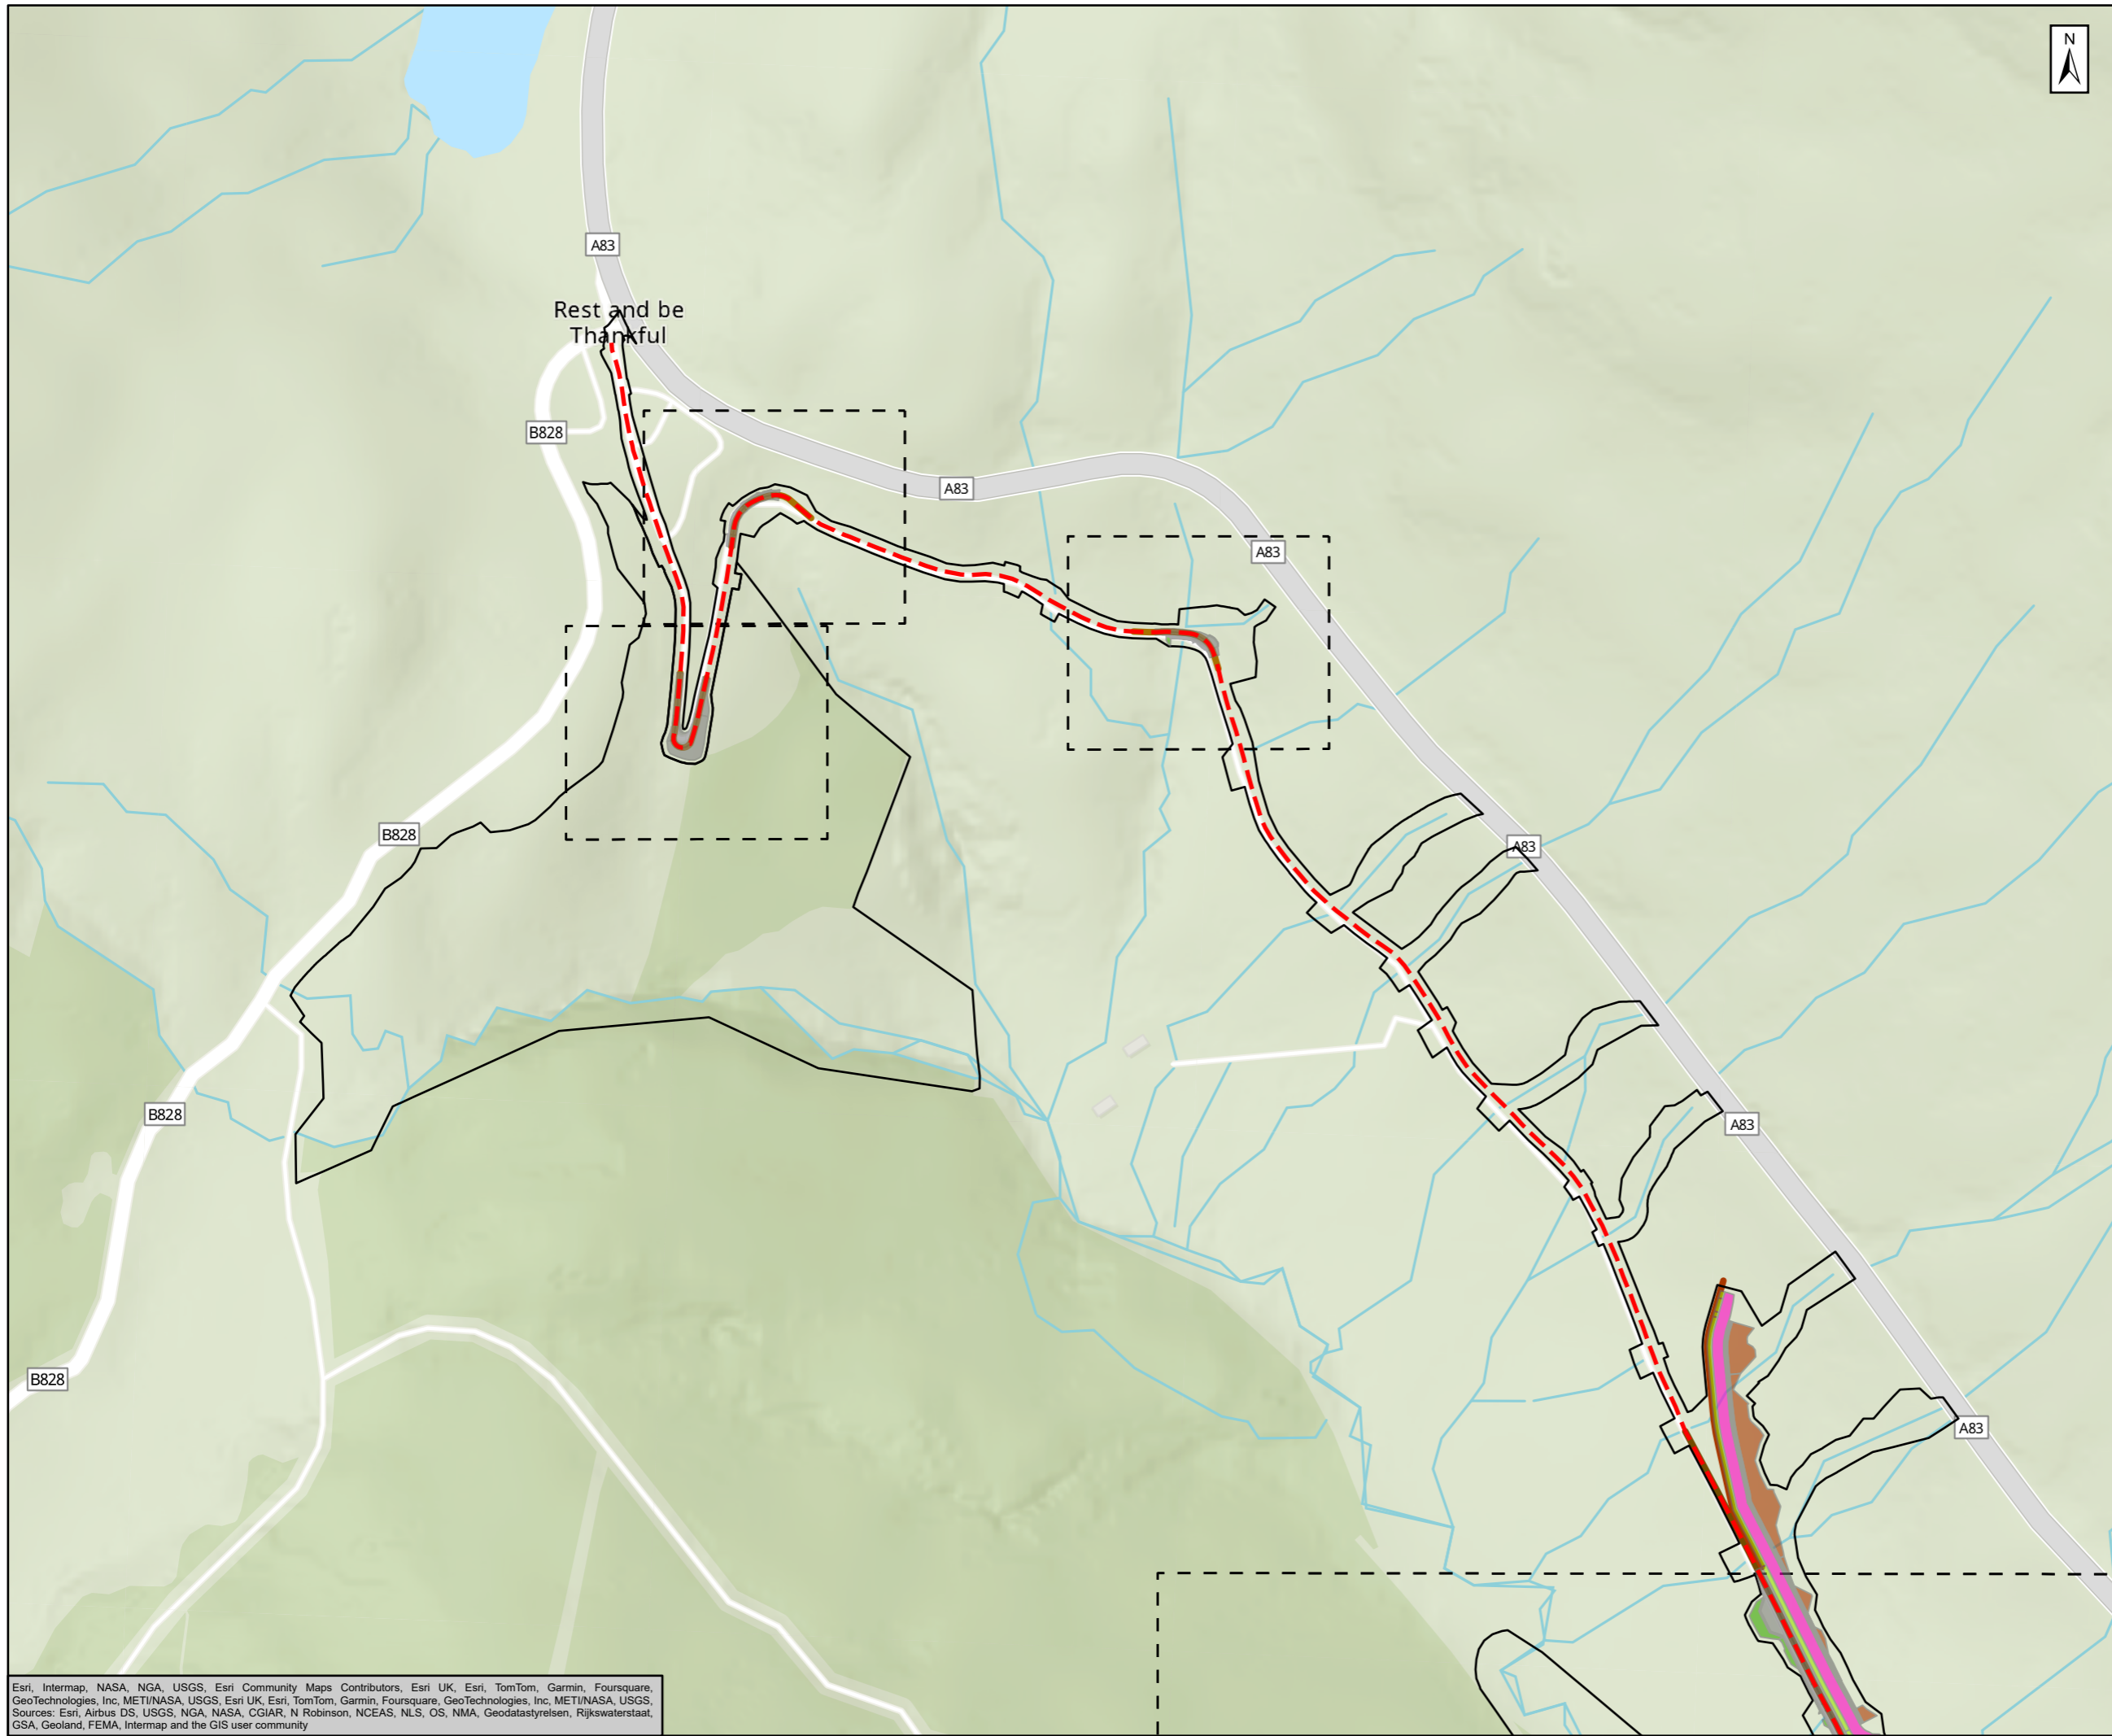 N
A83
Rest and be
Thankful
B828
A83
A83
B828
A83
B828
A83
B828
A83
Esri, Intermap, NASA, NGA, USGS, Esri Community Maps Contributors, Esri UK, Esri, TomTom, Garmin, Foursquare,
GeoTechnologies, Inc, METI/NASA, USGS, Esri UK, Esri, TomTom, Garmin, Foursquare, GeoTechnologies, Inc, METI/NASA, USGS,
Sources: Esri, Airbus DS, USGS, NGA, NASA, CGIAR, N Robinson, NCEAS, NLS, OS, NMA, Geodatastyrelsen, Rijkswaterstaat,
GSA, Geoland, FEMA, Intermap and the GIS user community